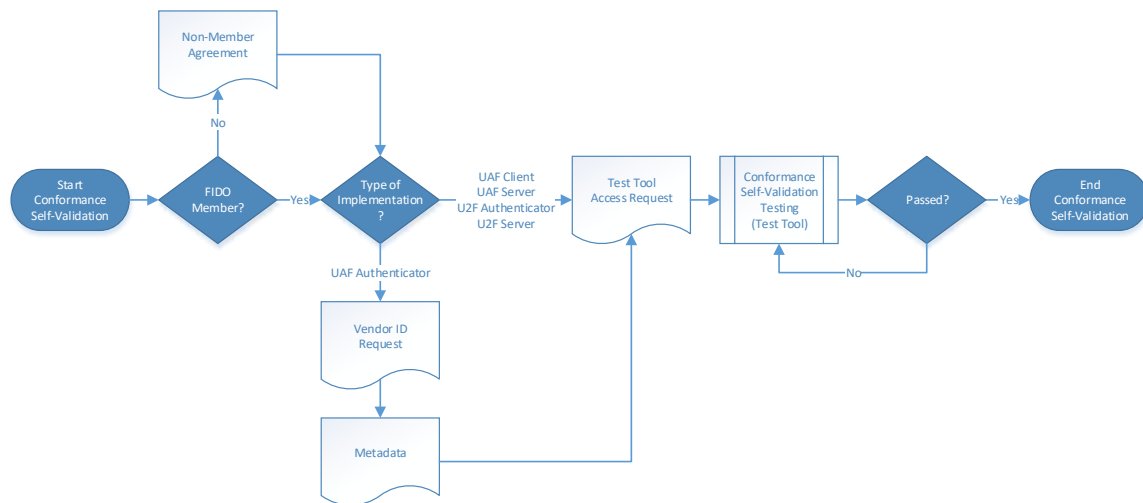 Non-Member
Agreement
No
Start
Conformance
Self-Validation
FIDO
Member?
Yes
Type of
Implementation
?
UAF Client
UAF Server
U2F Authenticator
U2F Server
Test Tool
Access Request
Conformance
Self-Validation
Testing
(Test Tool)
Passed?
Yes
End
Conformance
Self-Validation
No
UAF Authenticator
Vendor ID
Request
Metadata